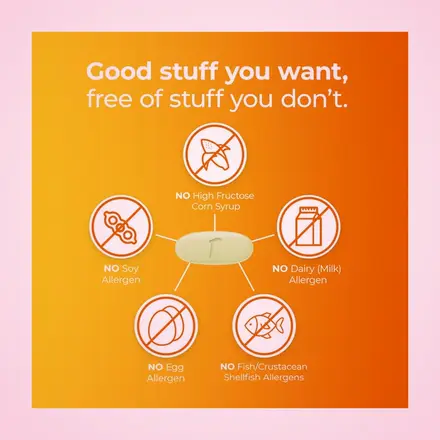 Good stuff you want,
free of stuff you don't.
NO High Fructose
Corn Syrup
NO Soy
Allergen
NO Dairy (Milk)
Allergen
NO Egg
Allergen
NO Fish/Crustacean
Shellfish Allergens